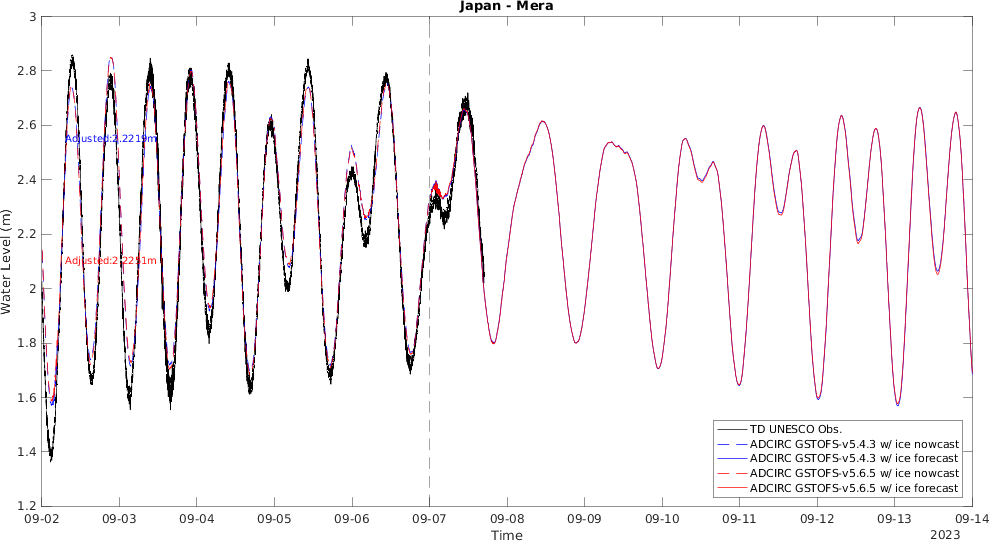 Japan - Mera
3
2.8
2.6
2.4
2.2
2
1.8
1.6
1.4
1.2
Water Level (m)
Adjusted:2.2219m
Adjusted:2.2251m
TD UNESCO Obs.
ADCIRC GSTOFS-v5.4.3 w/ ice nowcast
ADCIRC GSTOFS-v5.4.3 w/ ice forecast
ADCIRC GSTOFS-v5.6.5 w/ ice nowcast
ADCIRC GSTOFS-v5.6.5 w/ ice forecast
09-02 09-03 09-04 09-05 09-06 09-07 09-08 09-09 09-10 09-11 09-12 09-13 09-14
Time
2023